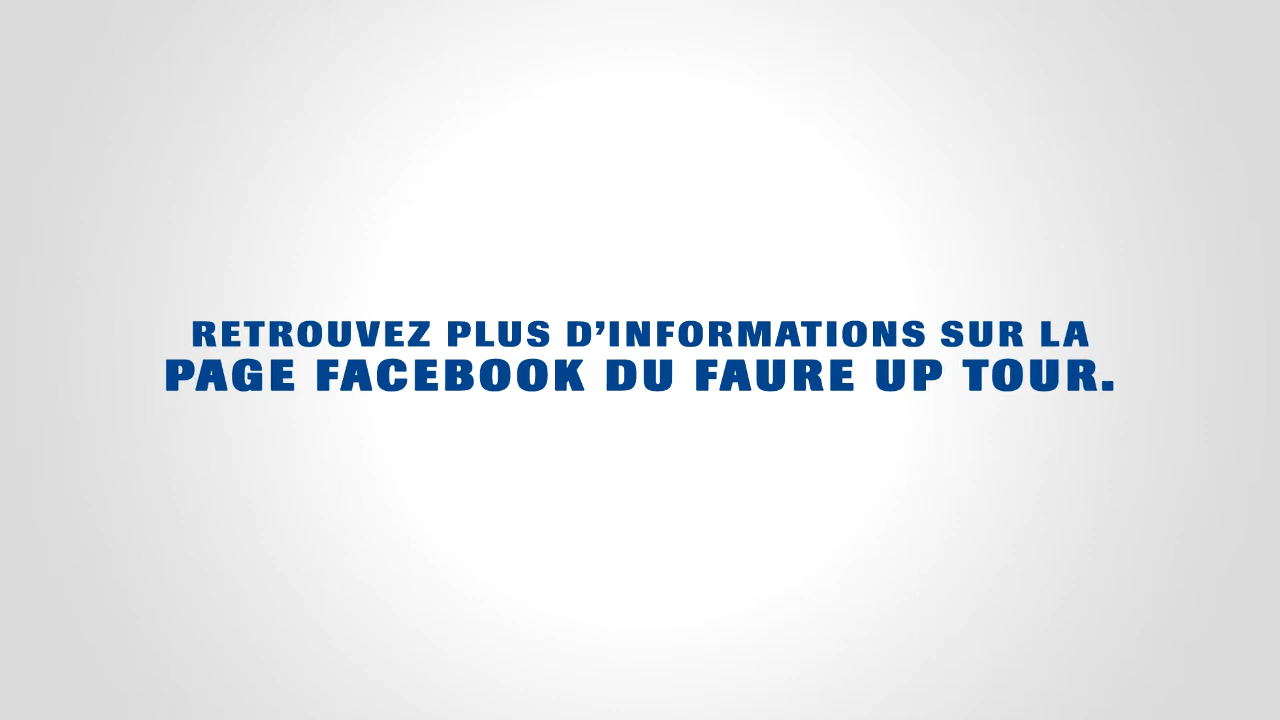 RETROUVEZ PLUS D’INFORMATIONS SUR LA
PAGE FACEBOOK DU FAURE UP TOUR.